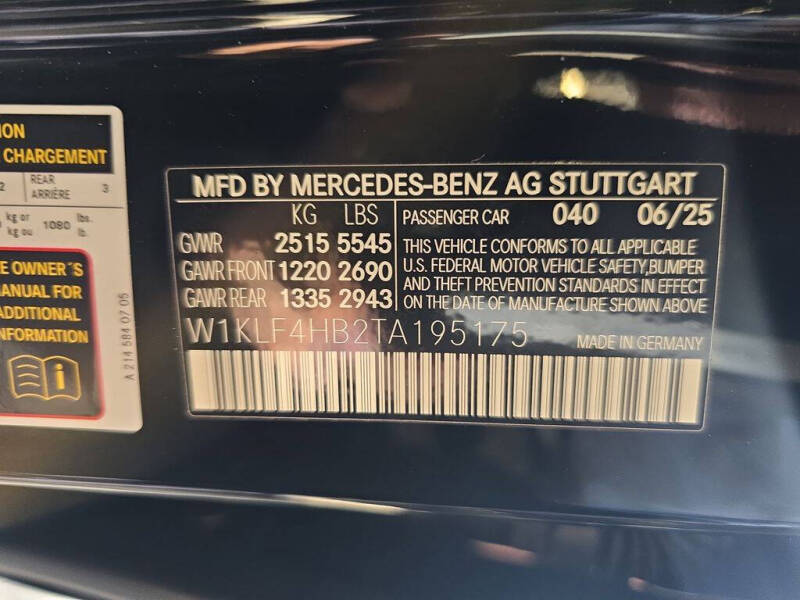 ION
CHARGEMENT
2 REAR ARRIÈRE 3
kg or kg ou 1080 lbs. lb.
E OWNER´S
MANUAL FOR
ADDITIONAL
INFORMATION
A 214 584 07 05
MFD BY MERCEDES-BENZ AG STUTTGART
KG LBS
GVWR 2515 5545
GAWR FRONT 1220 2690
GAWR REAR 1335 2943
PASSENGER CAR 040 06/25
THIS VEHICLE CONFORMS TO ALL APPLICABLE
U.S. FEDERAL MOTOR VEHICLE SAFETY,BUMPER
AND THEFT PREVENTION STANDARDS IN EFFECT
ON THE DATE OF MANUFACTURE SHOWN ABOVE
W1KLF4HB2TA195175
MADE IN GERMANY